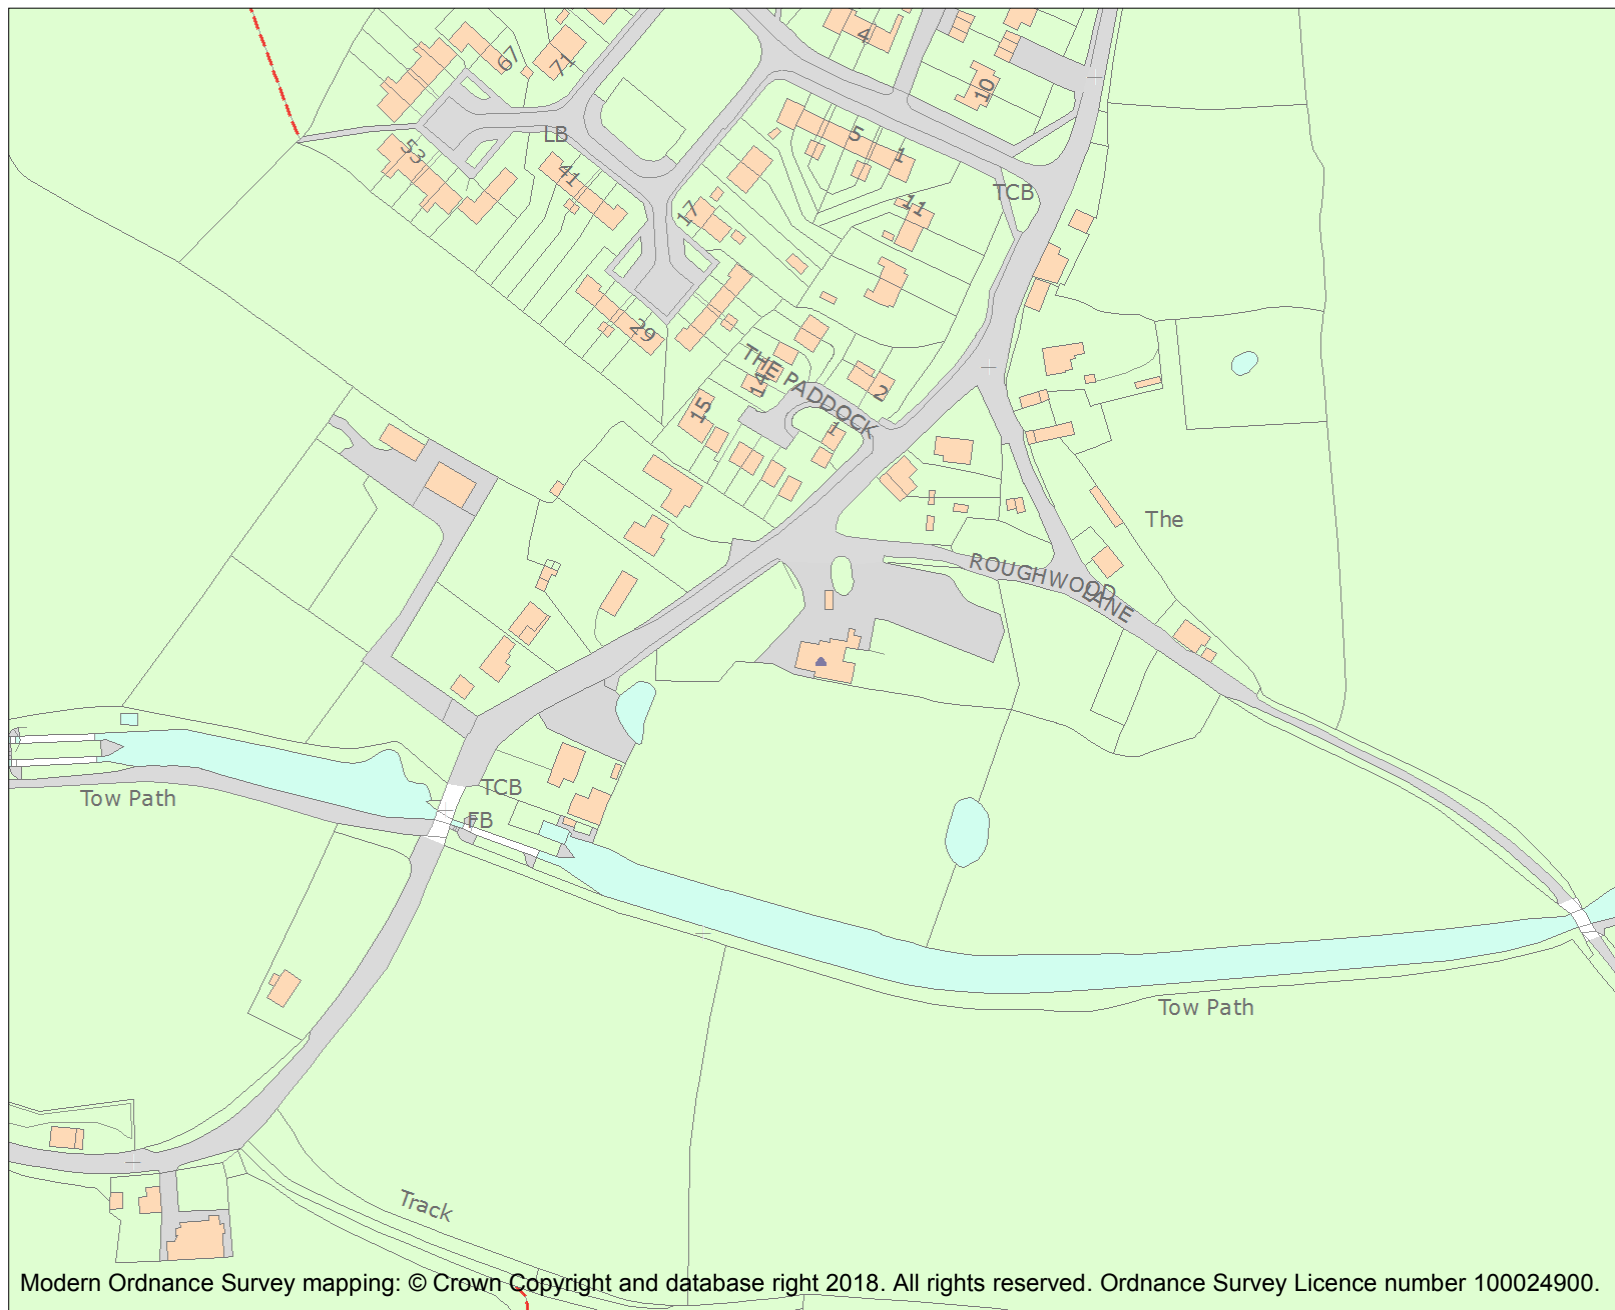 4
67
71
10
LB
5
1
53
41
TCB
17
11
29
THE PADDOCK
14
2
15
1
The
ROUGHWOOD
LANE
TCB
Tow Path
FB
Tow Path
Track
Modern Ordnance Survey mapping: © Crown Copyright and database right 2018. All rights reserved. Ordnance Survey Licence number 100024900.